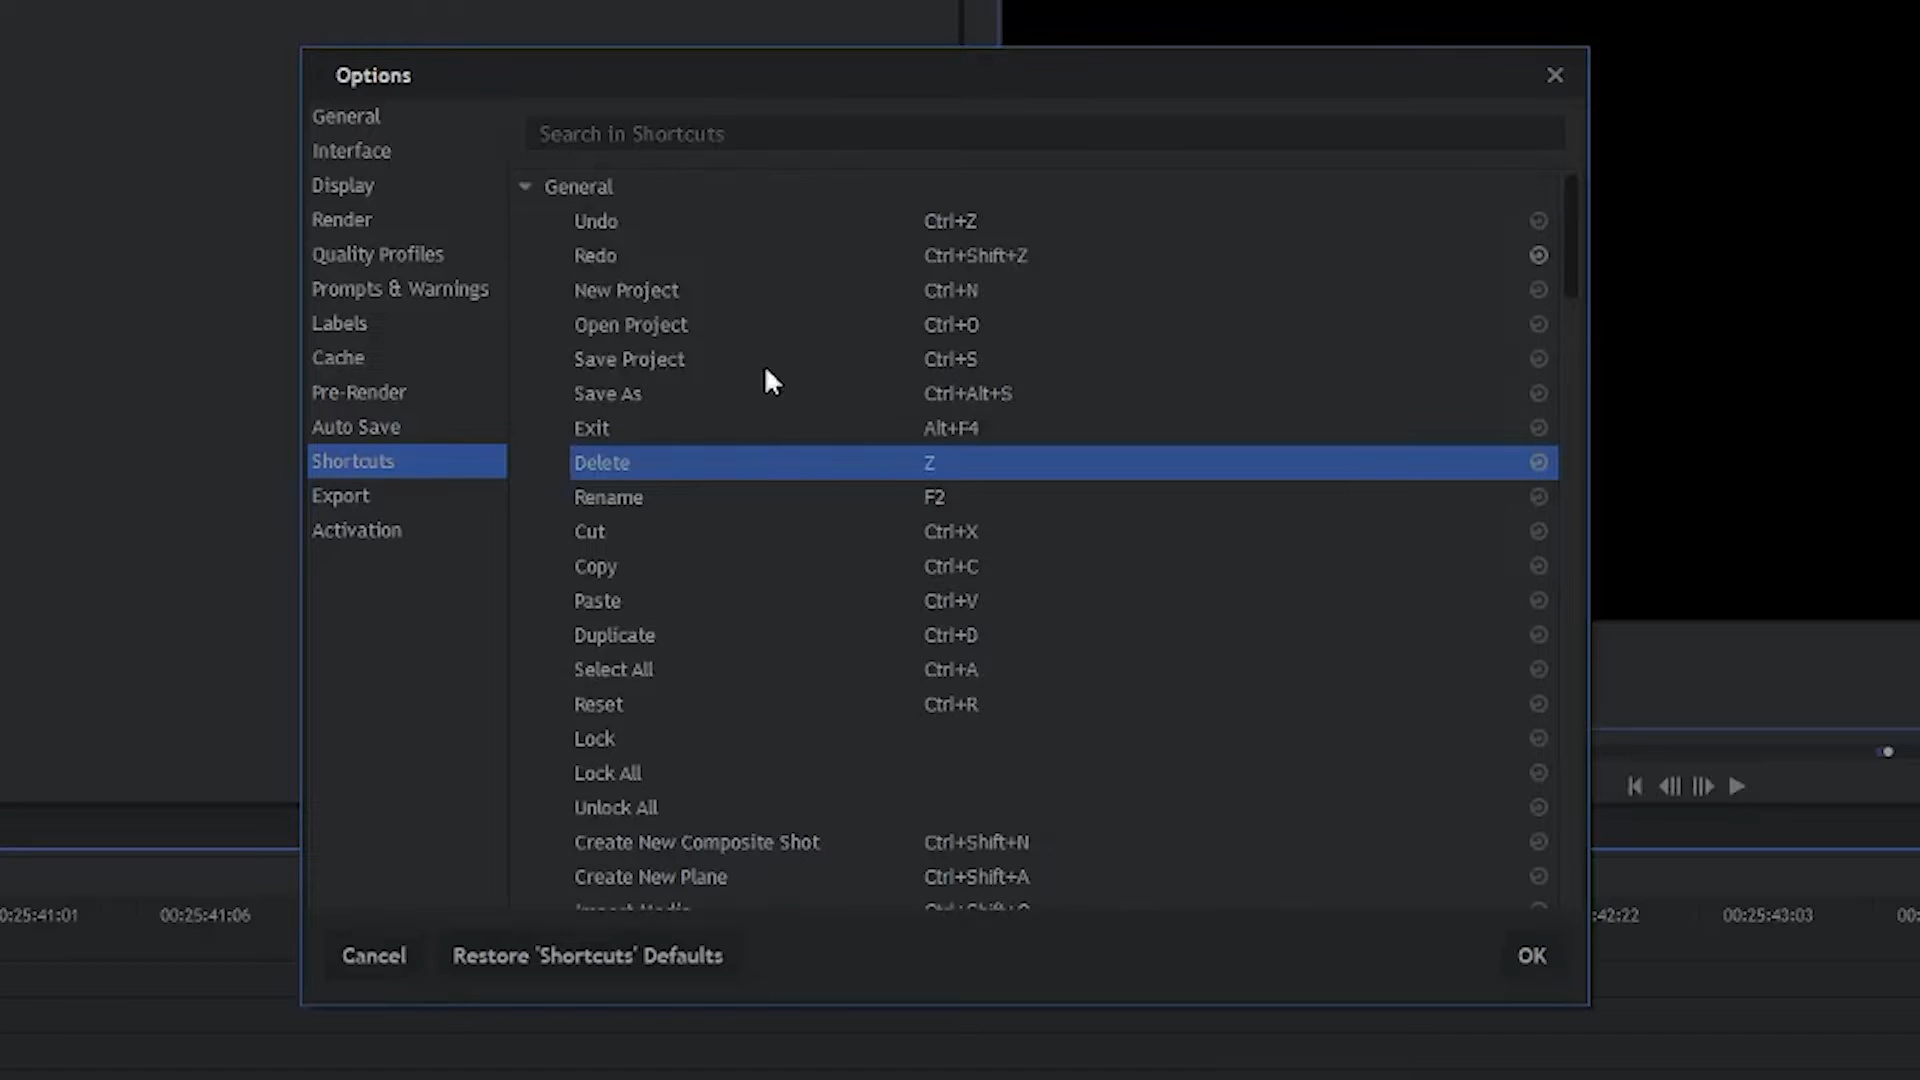 Options
General
Interface
Display
Render
Quality Profiles
Prompts & Warnings
Labels
Cache
Pre-Render
Auto Save
Shortcuts
Export
Activation
Search in Shortcuts
General
Undo Ctrl+Z
Redo Ctrl+Shift+Z
New Project Ctrl+N
Open Project Ctrl+O
Save Project Ctrl+S
Save As Ctrl+Alt+S
Exit Alt+F4
Delete Z
Rename F2
Cut Ctrl+X
Copy Ctrl+C
Paste Ctrl+V
Duplicate Ctrl+D
Select All Ctrl+A
Reset Ctrl+R
Lock
Lock All
Unlock All
Create New Composite Shot Ctrl+Shift+N
Create New Plane Ctrl+Shift+A
0:25:41:01 00:25:41:06 :42:22 00:25:43:03 00:
Cancel Restore 'Shortcuts' Defaults OK